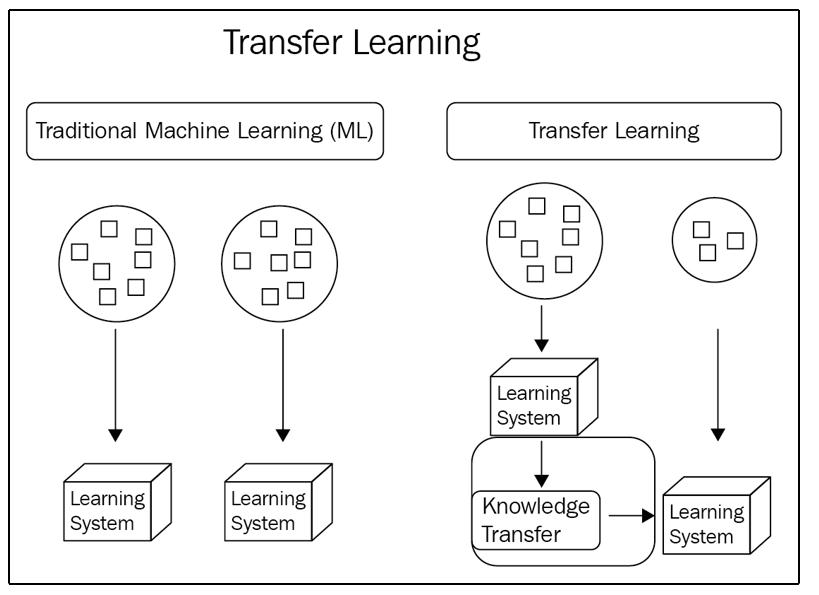 Transfer Learning
Traditional Machine Learning (ML)
Transfer Learning
Learning
System
Learning
System
Learning
System
Knowledge
Transfer
Learning
System